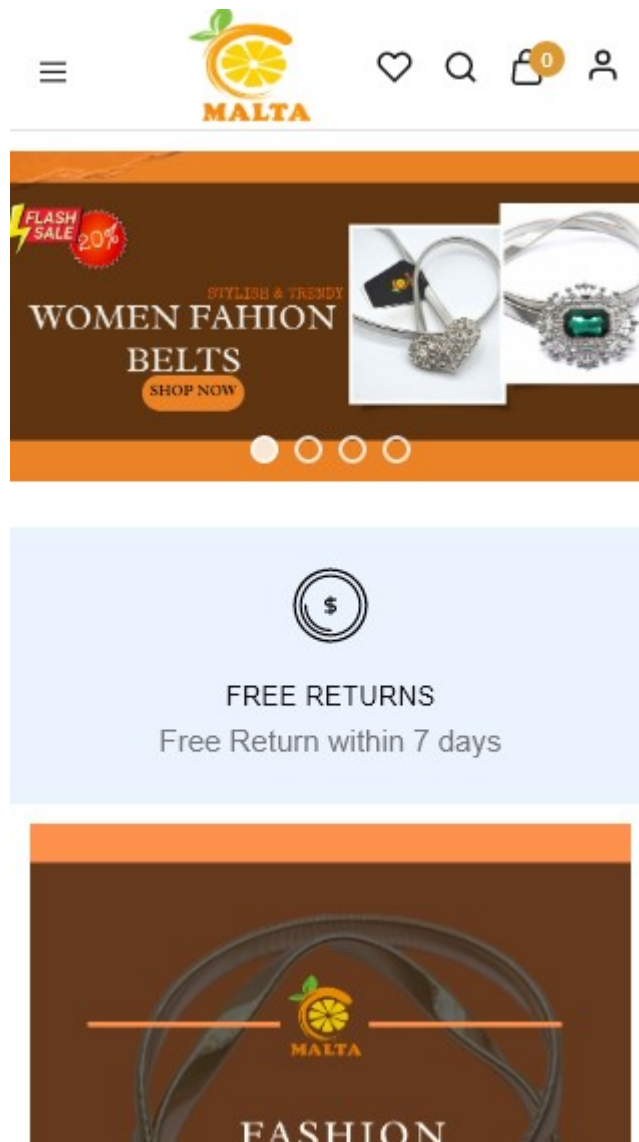 MALTA
0
FLASH
SALE
20%
STYLISH & TRENDY
WOMEN FAHION
BELTS
SHOP NOW
$
FREE RETURNS
Free Return within 7 days
MALTA
FASHION